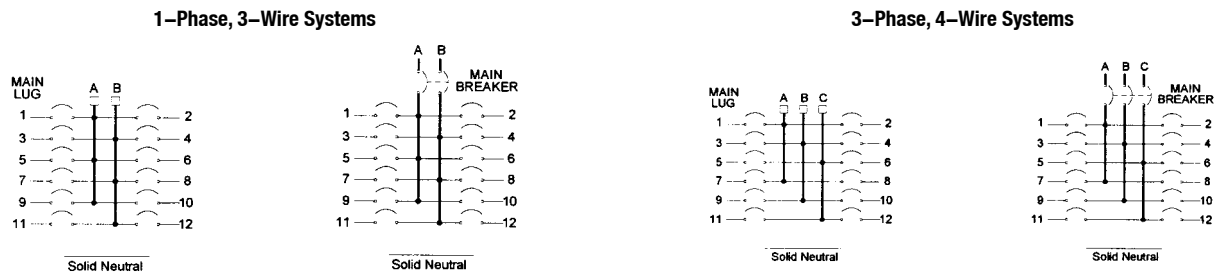 1–Phase, 3–Wire Systems
MAIN
LUG
A B
1 2
3 4
5 6
7 8
9 10
11 12
Solid Neutral
A B
MAIN
BREAKER
1 2
3 4
5 6
7 8
9 10
11 12
Solid Neutral
3–Phase, 4–Wire Systems
MAIN
LUG
A B C
1 2
3 4
5 6
7 8
9 10
11 12
Solid Neutral
A B C
MAIN
BREAKER
1 2
3 4
5 6
7 8
9 10
11 12
Solid Neutral